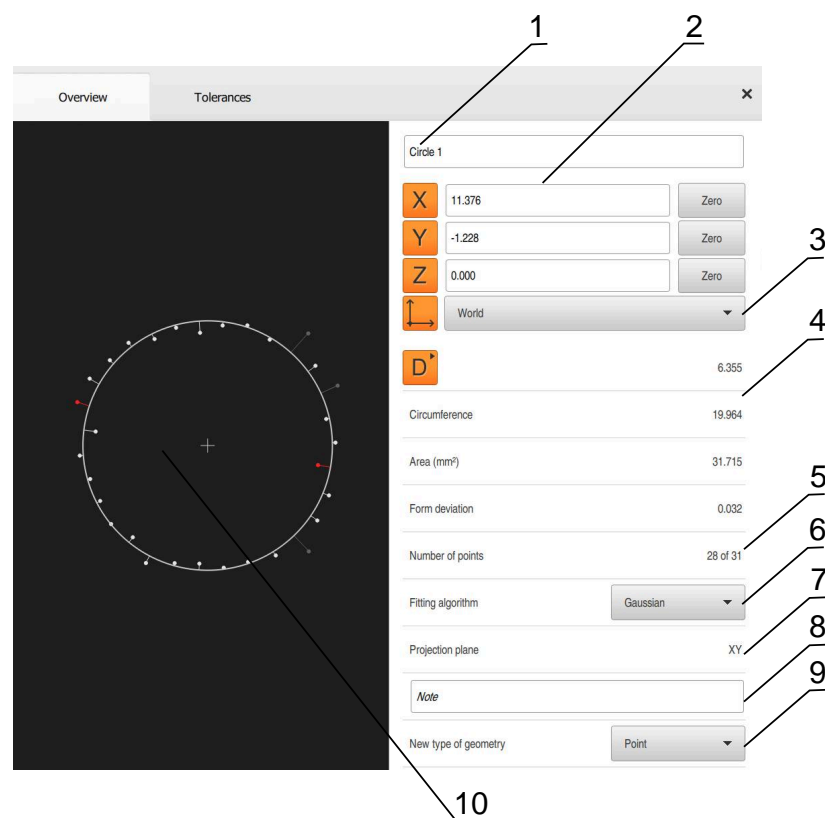 1
2
Overview Tolerances ×
Circle 1
X 11.376 Zero
Y -1.228 Zero
3
Z 0.000 Zero
World
4
D 6.355
Circumference 19.964
Area (mm²) 31.715
5
Form deviation 0.032
6
Number of points 28 of 31
7
Fitting algorithm Gaussian
8
Projection plane XY
9
Note
New type of geometry Point
10